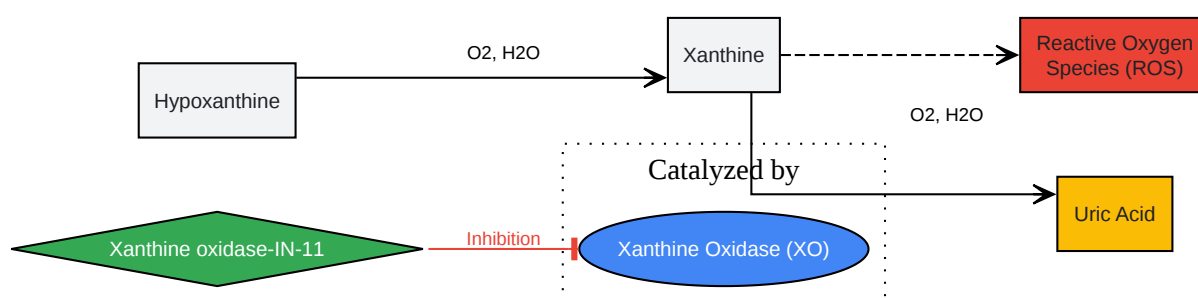 O2, H2O
Xanthine
Reactive Oxygen
Species (ROS)
Hypoxanthine
O2, H2O
Catalyzed by
Uric Acid
Xanthine oxidase-IN-11
Inhibition
Xanthine Oxidase (XO)